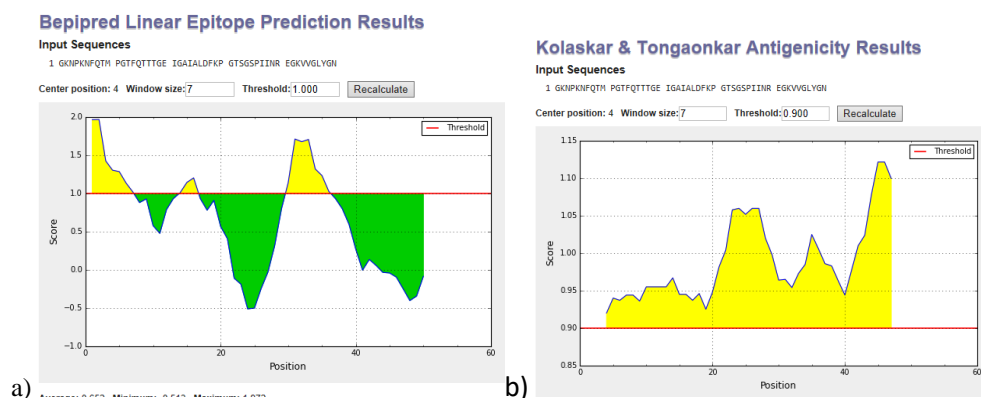 Bepipred Linear Epitope Prediction Results
Input Sequences
1 GKNPKNFQTM PGTFQTTTGE IGAIALDFKP GTSGSPIINR EGKVVGLYGN
Center position: 4 Window size: 7 Threshold: 1.000 Recalculate
Threshold
2.0
1.5
1.0
0.5
0.0
−0.5
−1.0
Score
0 20 40 60
Position
a)
Kolaskar & Tongaonkar Antigenicity Results
Input Sequences
1 GKNPKNFQTM PGTFQTTTGE IGAIALDFKP GTSGSPIINR EGKVVGLYGN
Center position: 4 Window size: 7 Threshold: 0.900 Recalculate
Threshold
1.15
1.10
1.05
1.00
0.95
0.90
0.85
Score
0 20 40 60
Position
b)